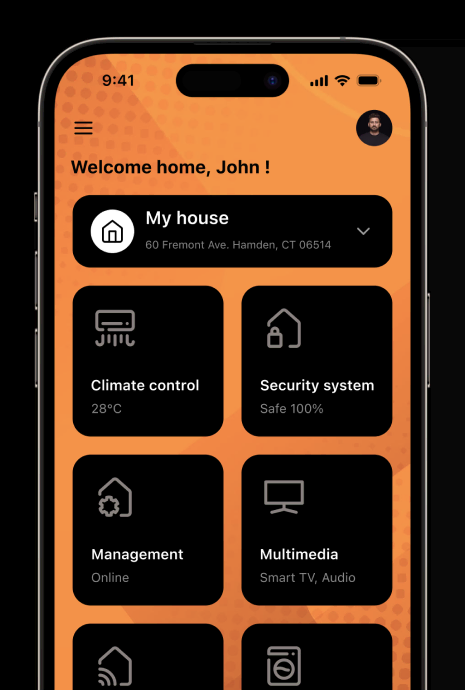 9:41
Welcome home, John !
My house
60 Fremont Ave. Hamden, CT 06514
Climate control
28°C
Security system
Safe 100%
Management
Online
Multimedia
Smart TV, Audio